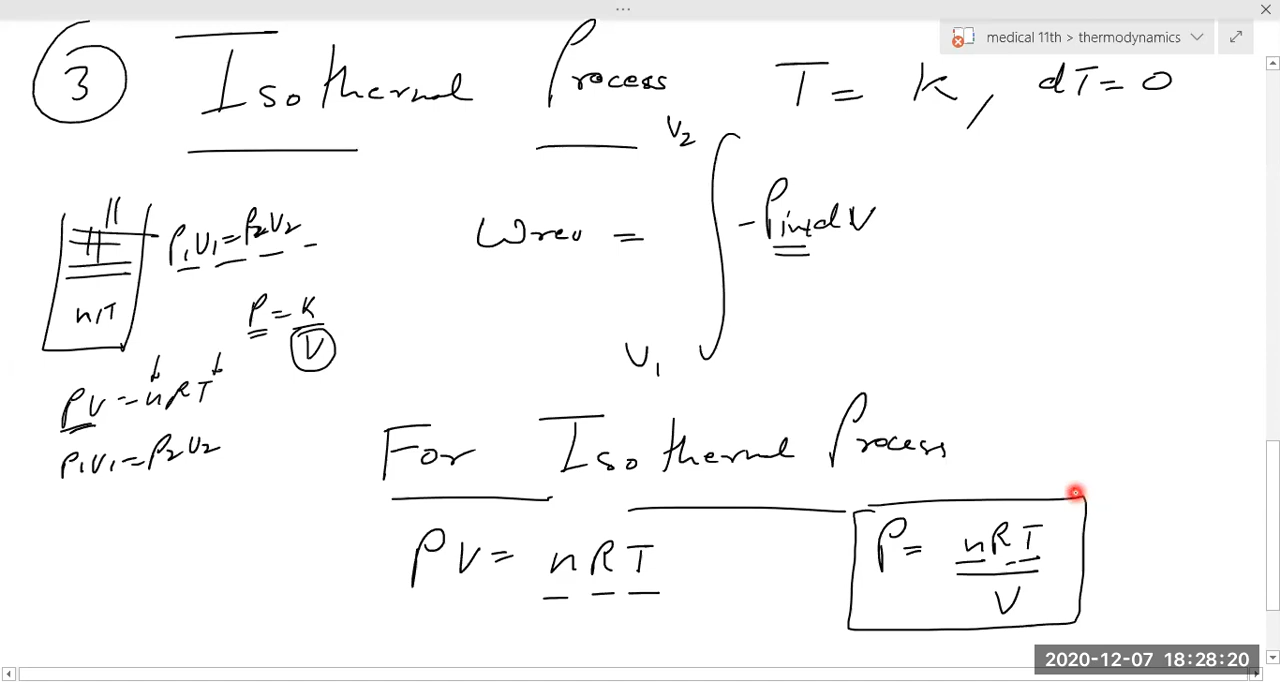 medical 11th > thermodynamics
③ Isothermal Process T = K, dT = 0
Wrev = ∫ V₁ V₂ -Pint dV
P₁V₁ = P₂V₂
n,T
P = K/V
PV = nRT
P₁V₁ = P₂V₂
For Isothermal Process
PV = nRT
P = nRT/V
2020-12-07 18:28:20